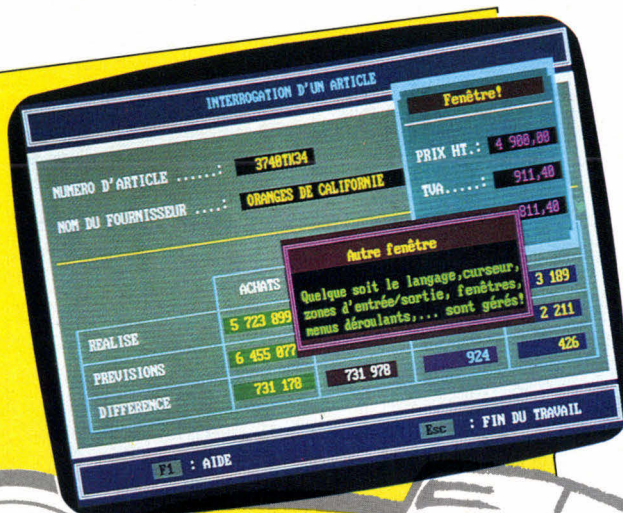 INTERROGATION D'UN ARTICLE
NUMERO D'ARTICLE ......: 3740TK34
NOM DU FOURNISSEUR ....: ORANGES DE CALIFORNIE
Fenêtre!
PRIX HT.: 4 900,00
TVA.....: 911,40
811,40
Autre fenêtre
Quelque soit le langage,curseur,
zones d'entrée/sortie, fenêtres,
menus déroulants,... sont gérés!
ACHATS
REALISE 5 723 899 3 189
PREVISIONS 6 455 077 2 211
DIFFERENCE 731 178 731 978 924 426
F1 : AIDE
Esc : FIN DU TRAVAIL